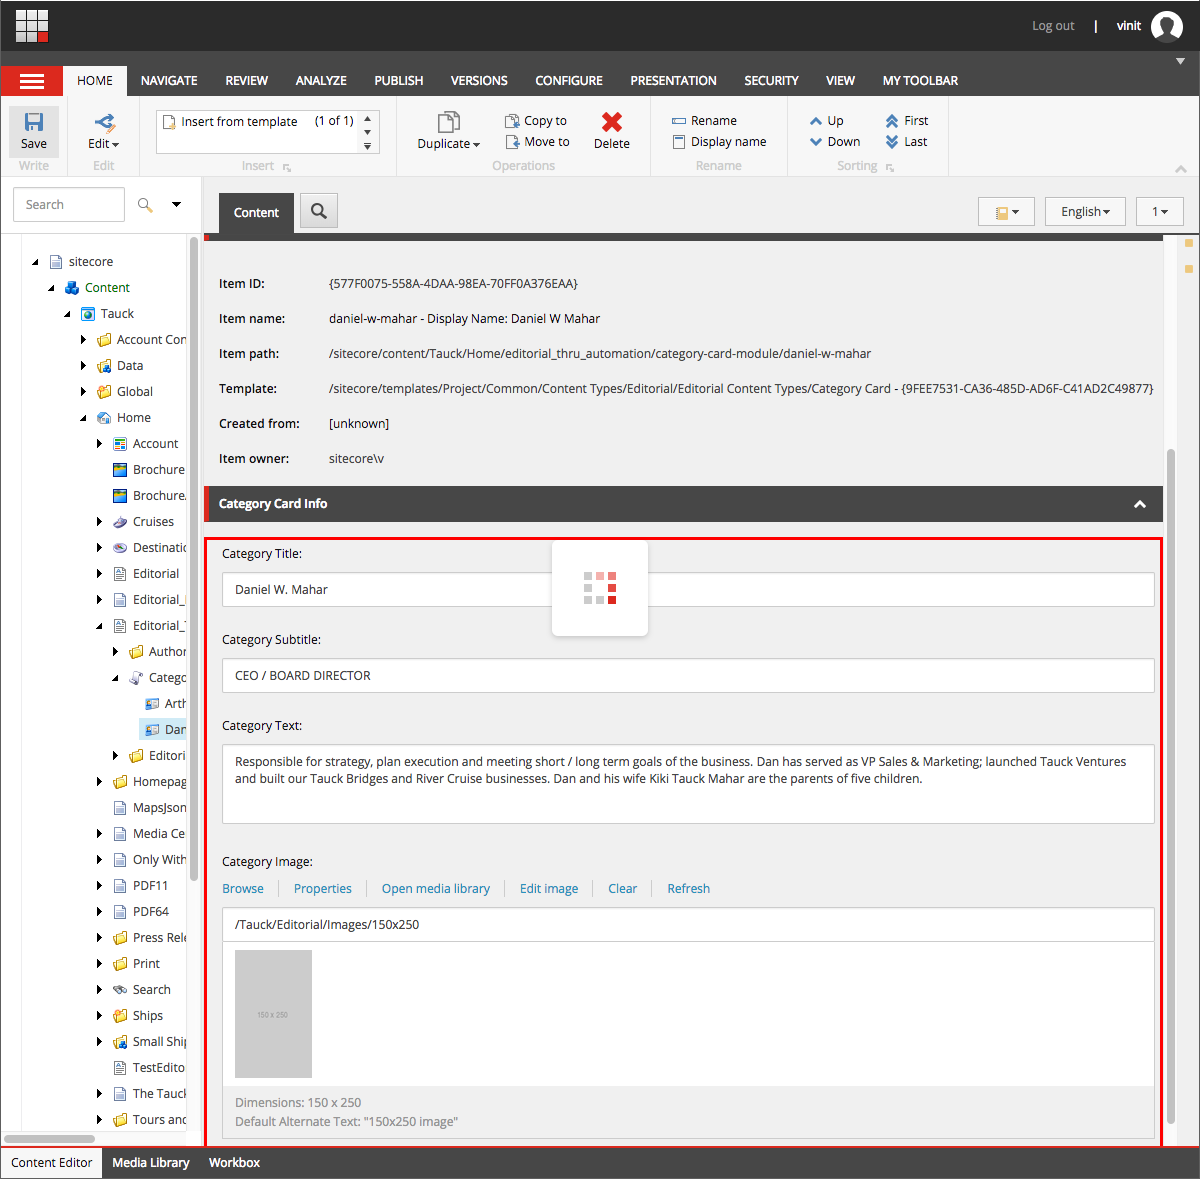 Log out | vinit
HOME NAVIGATE REVIEW ANALYZE PUBLISH VERSIONS CONFIGURE PRESENTATION SECURITY VIEW MY TOOLBAR
Save
Write
Edit
Edit
Insert from template (1 of 1)
Insert
Duplicate
Copy to
Move to
Delete
Operations
Rename
Display name
Rename
Up
Down
First
Last
Sorting
Search
sitecore
Content
Tauck
Account Con
Data
Global
Home
Account
Brochure
Brochure
Cruises
Destinatio
Editorial
Editorial_
Editorial_
Author
Catego
Arth
Dan
Editori
Homepag
MapsJson
Media Ce
Only With
PDF11
PDF64
Press Rele
Print
Search
Ships
Small Ship
TestEdito
The Tauck
Tours and
Content
English
1
Item ID: {577F0075-558A-4DAA-98EA-70FF0A376EAA}
Item name: daniel-w-mahar - Display Name: Daniel W Mahar
Item path: /sitecore/content/Tauck/Home/editorial_thru_automation/category-card-module/daniel-w-mahar
Template: /sitecore/templates/Project/Common/Content Types/Editorial/Editorial Content Types/Category Card - {9FEE7531-CA36-485D-AD6F-C41AD2C49877}
Created from: [unknown]
Item owner: sitecore\v
Category Card Info
Category Title:
Daniel W. Mahar
Category Subtitle:
CEO / BOARD DIRECTOR
Category Text:
Responsible for strategy, plan execution and meeting short / long term goals of the business. Dan has served as VP Sales & Marketing; launched Tauck Ventures
and built our Tauck Bridges and River Cruise businesses. Dan and his wife Kiki Tauck Mahar are the parents of five children.
Category Image:
Browse Properties Open media library Edit image Clear Refresh
/Tauck/Editorial/Images/150x250
150 x 250
Dimensions: 150 x 250
Default Alternate Text: "150x250 image"
Content Editor Media Library Workbox